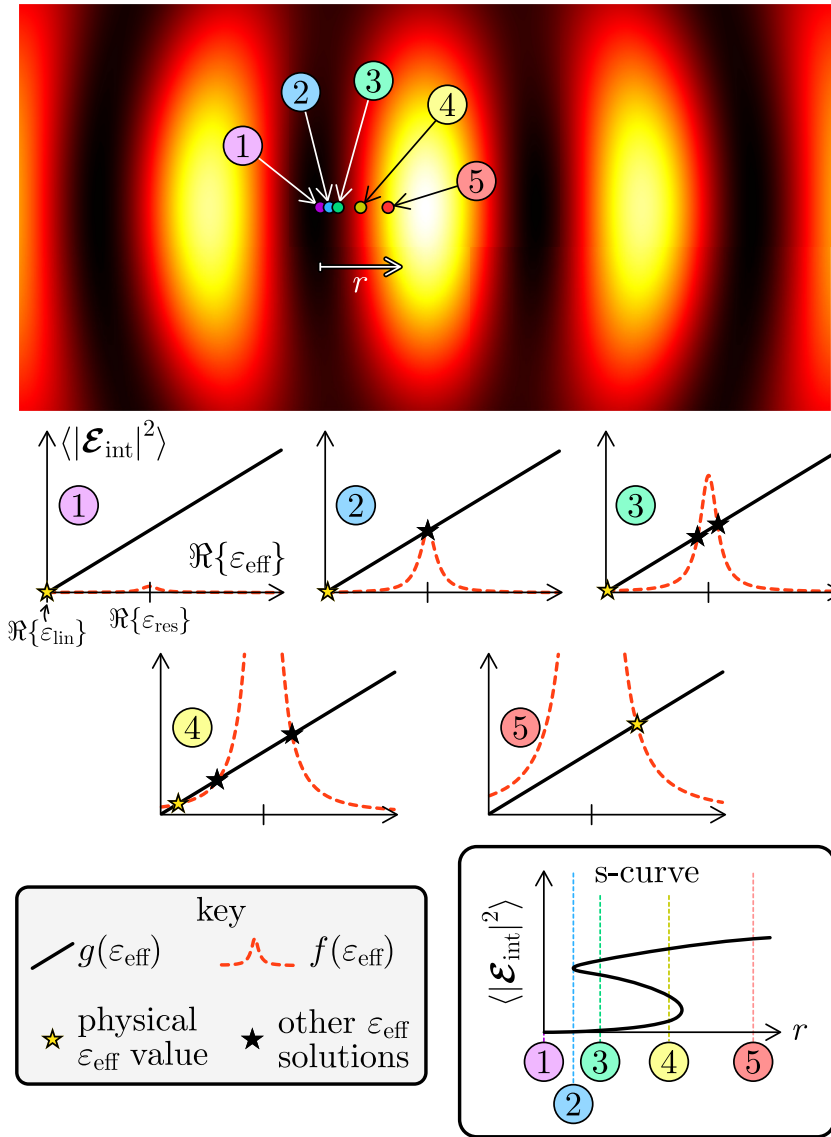 1
2
3
4
5
r
⟨|𝓔_int|²⟩
1
2
3
ℜ{ε_eff}
ℜ{ε_lin}
ℜ{ε_res}
4
5
key
g(ε_eff)
f(ε_eff)
physical
ε_eff value
other ε_eff
solutions
s-curve
⟨|𝓔_int|²⟩
r
1
2
3
4
5